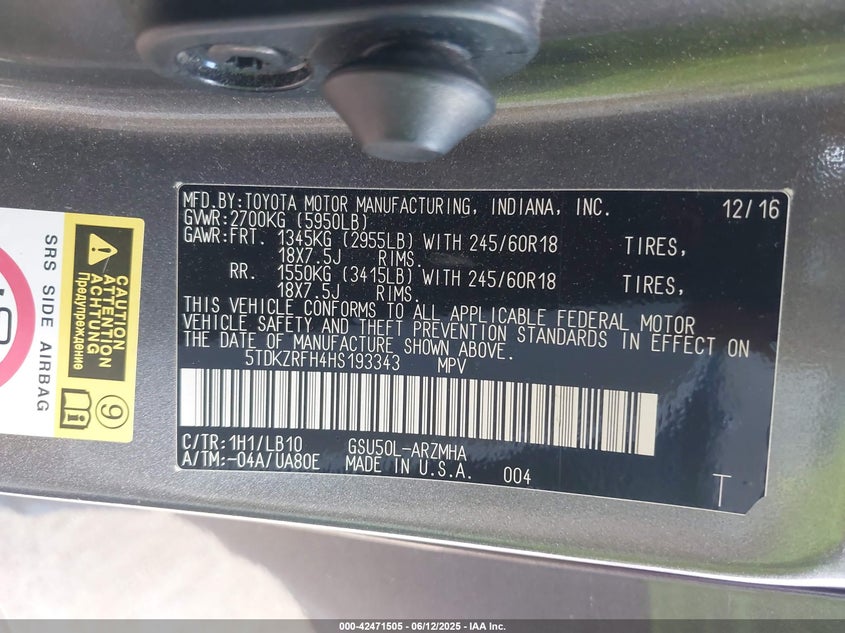 MFD.BY:TOYOTA MOTOR MANUFACTURING, INDIANA, INC. 12/16
GVWR:2700KG (5950LB)
GAWR:FRT. 1345KG (2955LB) WITH 245/60R18 TIRES,
18X7.5J RIMS.
RR. 1550KG (3415LB) WITH 245/60R18 TIRES,
18X7.5J RIMS.
THIS VEHICLE CONFORMS TO ALL APPLICABLE FEDERAL MOTOR
VEHICLE SAFETY AND THEFT PREVENTION STANDARDS IN EFFECT ON
THE DATE OF MANUFACTURE SHOWN ABOVE.
5TDKZRFH4HS193343 MPV
C/TR:1H1/LB10 GSU50L-ARZMHA
A/TM:-04A/UA80E MADE IN U.S.A. 004
T
SRS SIDE AIRBAG
CAUTION
ATTENTION
ACHTUNG
Предупреждение
9
000-42471505 - 06/12/2025 - IAA Inc.